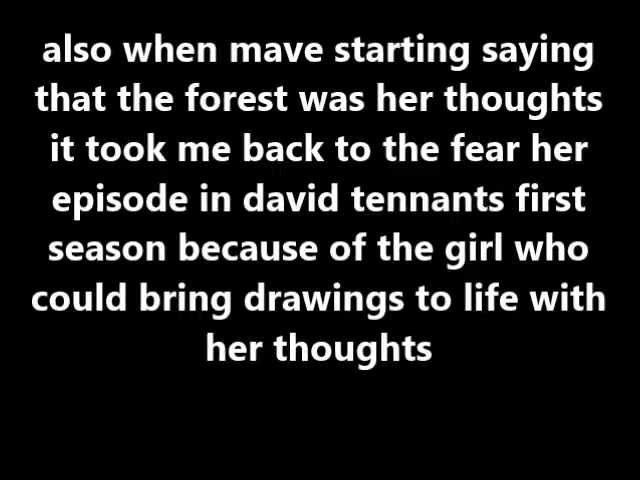 also when mave starting saying
that the forest was her thoughts
it took me back to the fear her
episode in david tennants first
season because of the girl who
could bring drawings to life with
her thoughts